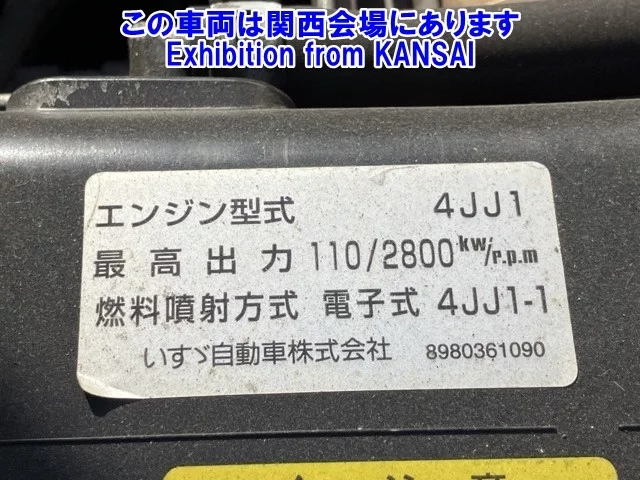 この車両は関西会場にあります
Exhibition from KANSAI
エンジン型式 4JJ1
最高出力 110/2800 kw/r.p.m
燃料噴射方式 電子式 4JJ1-1
いすゞ自動車株式会社 8980361090